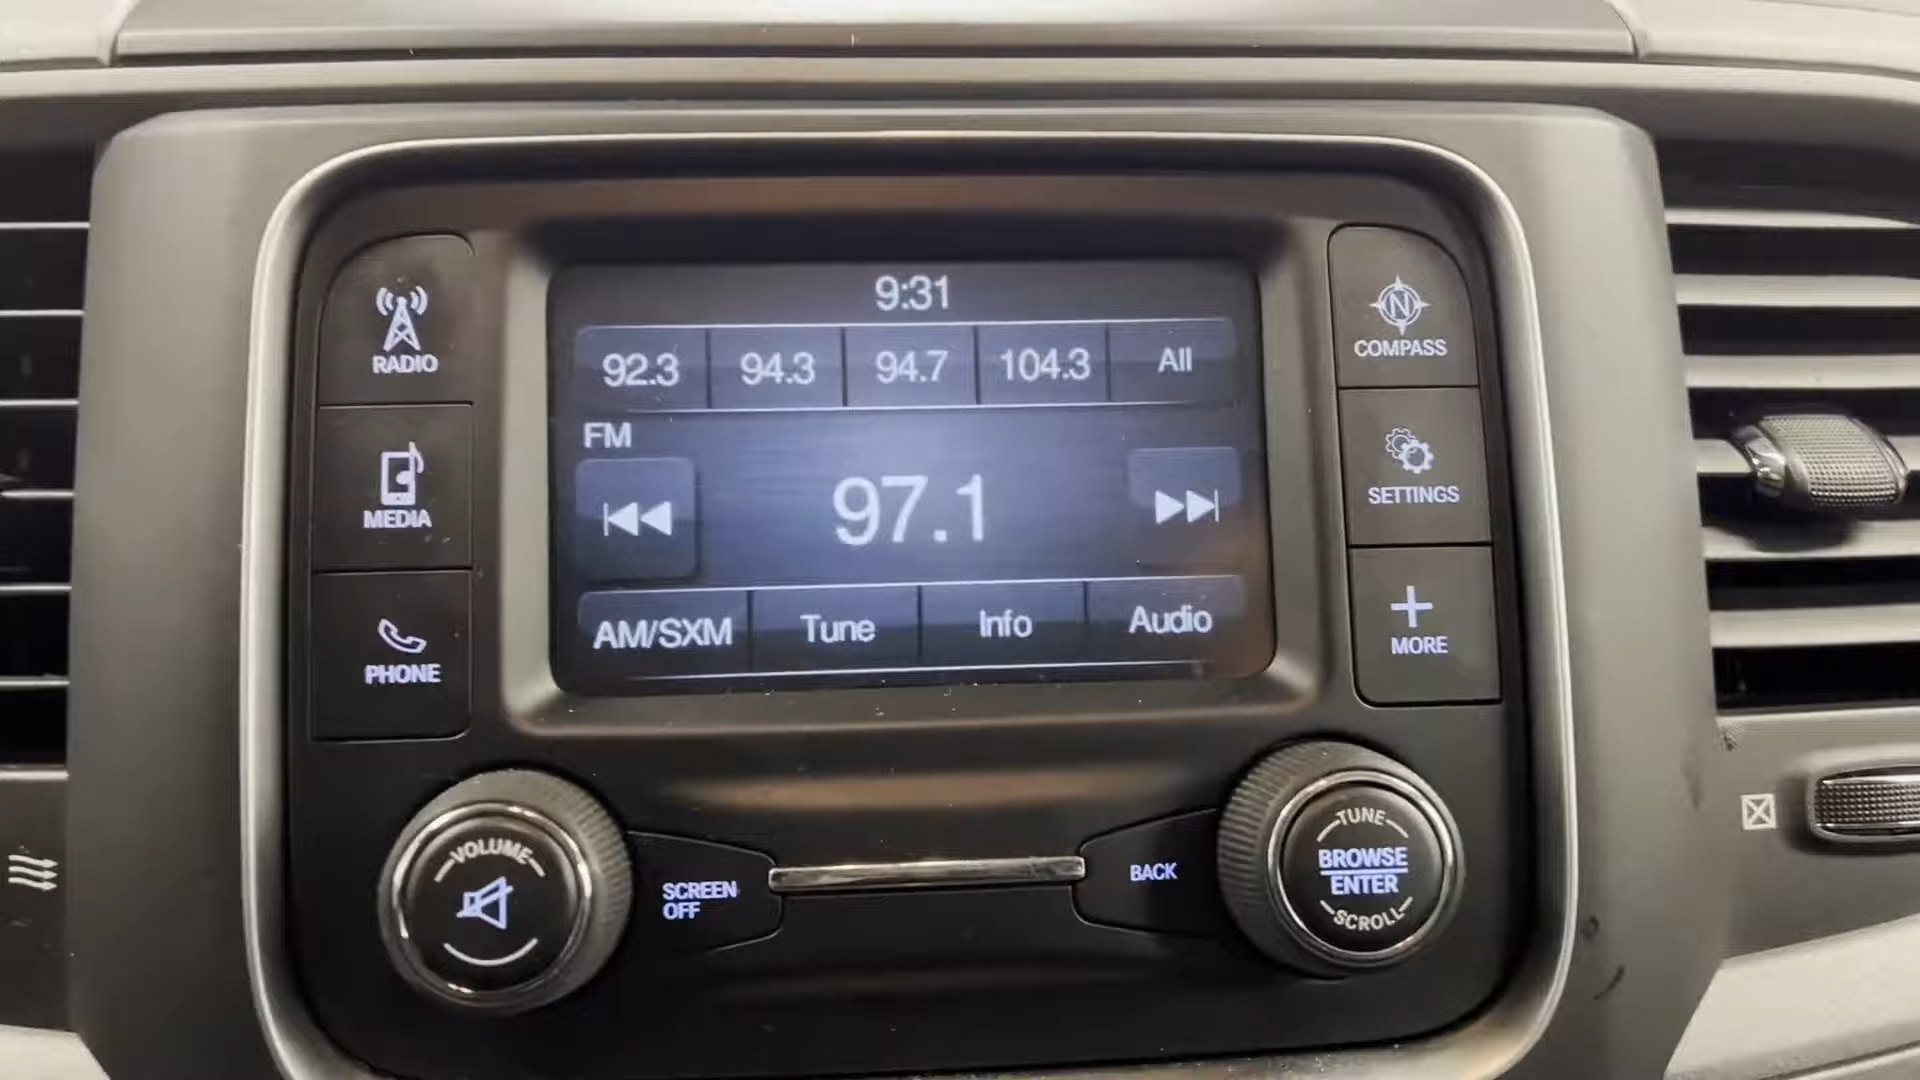 9:31
92.3 94.3 94.7 104.3 All
FM
97.1
AM/SXM Tune Info Audio
RADIO
MEDIA
PHONE
N
COMPASS
SETTINGS
MORE
VOLUME
SCREEN
OFF
BACK
TUNE
BROWSE
ENTER
SCROLL